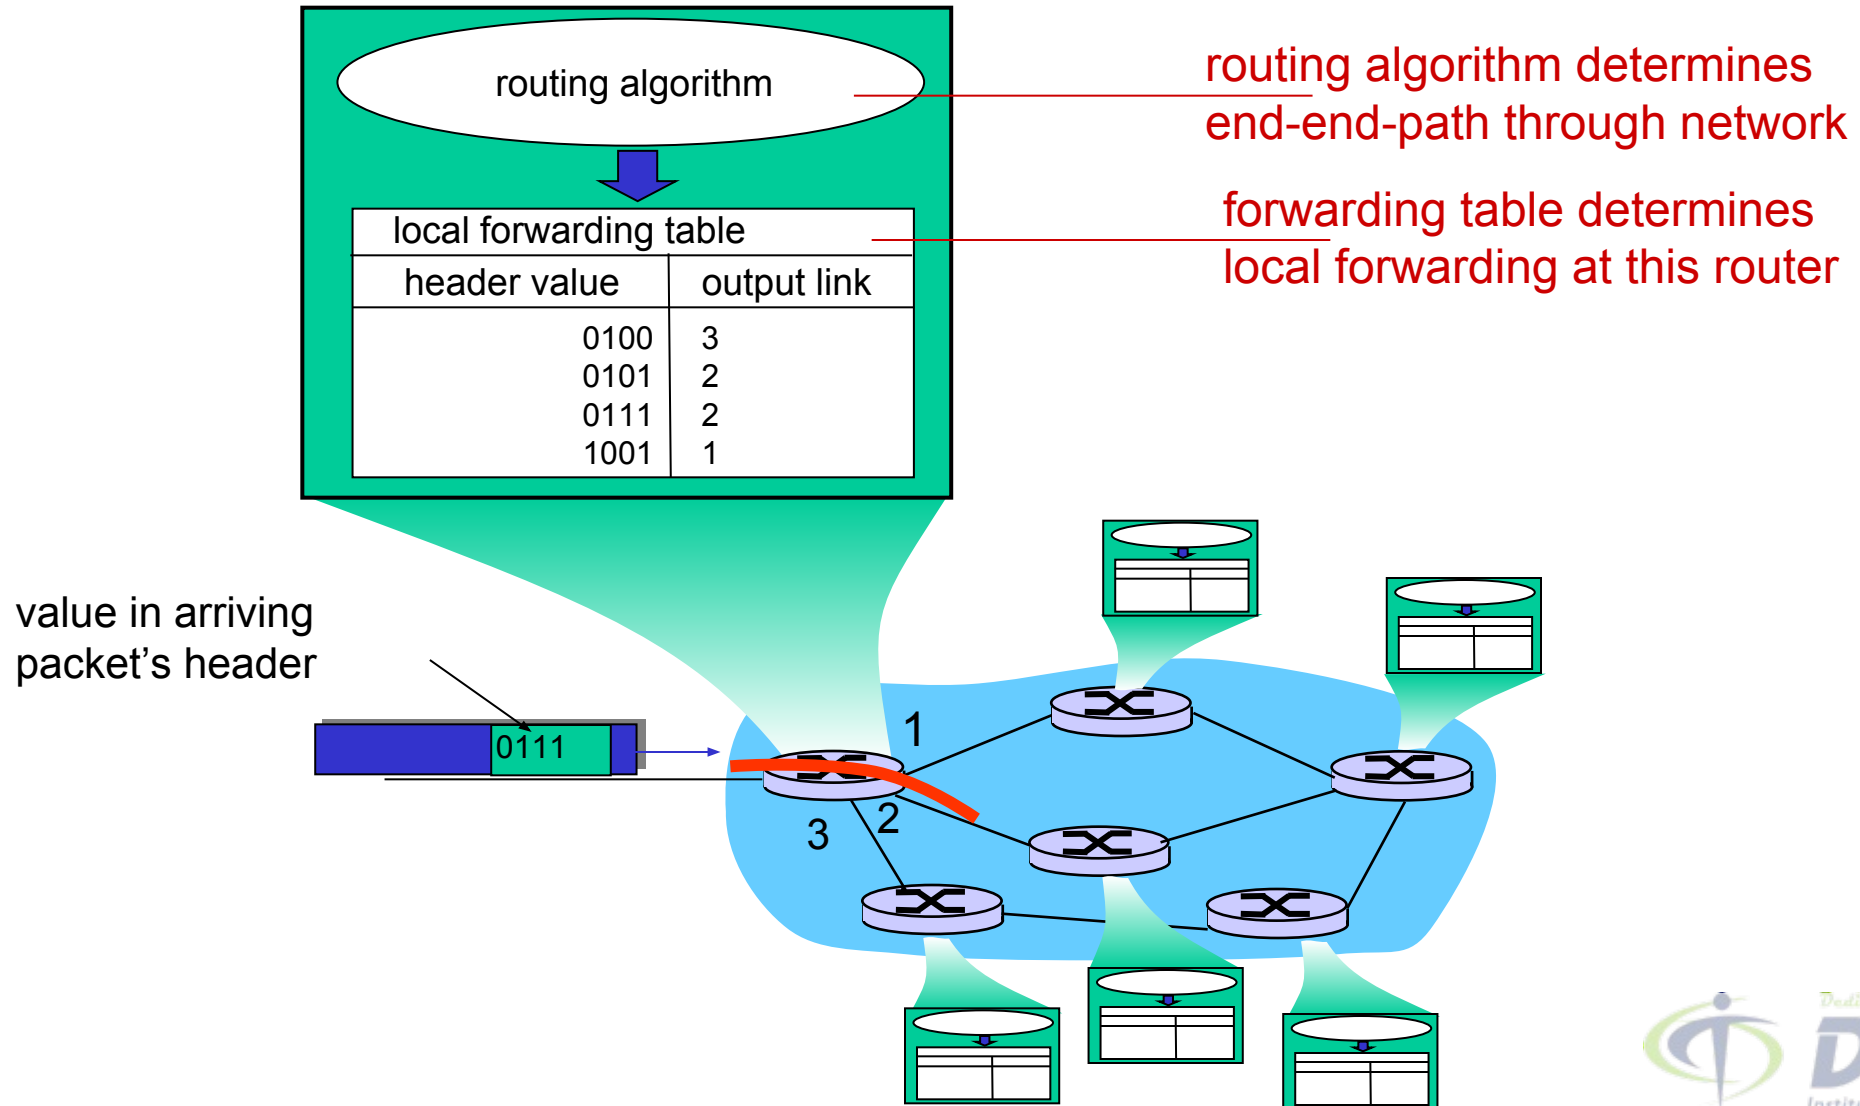 routing algorithm
routing algorithm determines
end-end-path through network
local forwarding table
forwarding table determines
local forwarding at this router
header value output link
0100 3
0101 2
0111 2
1001 1
value in arriving
packet’s header
0111
1
2
3
D